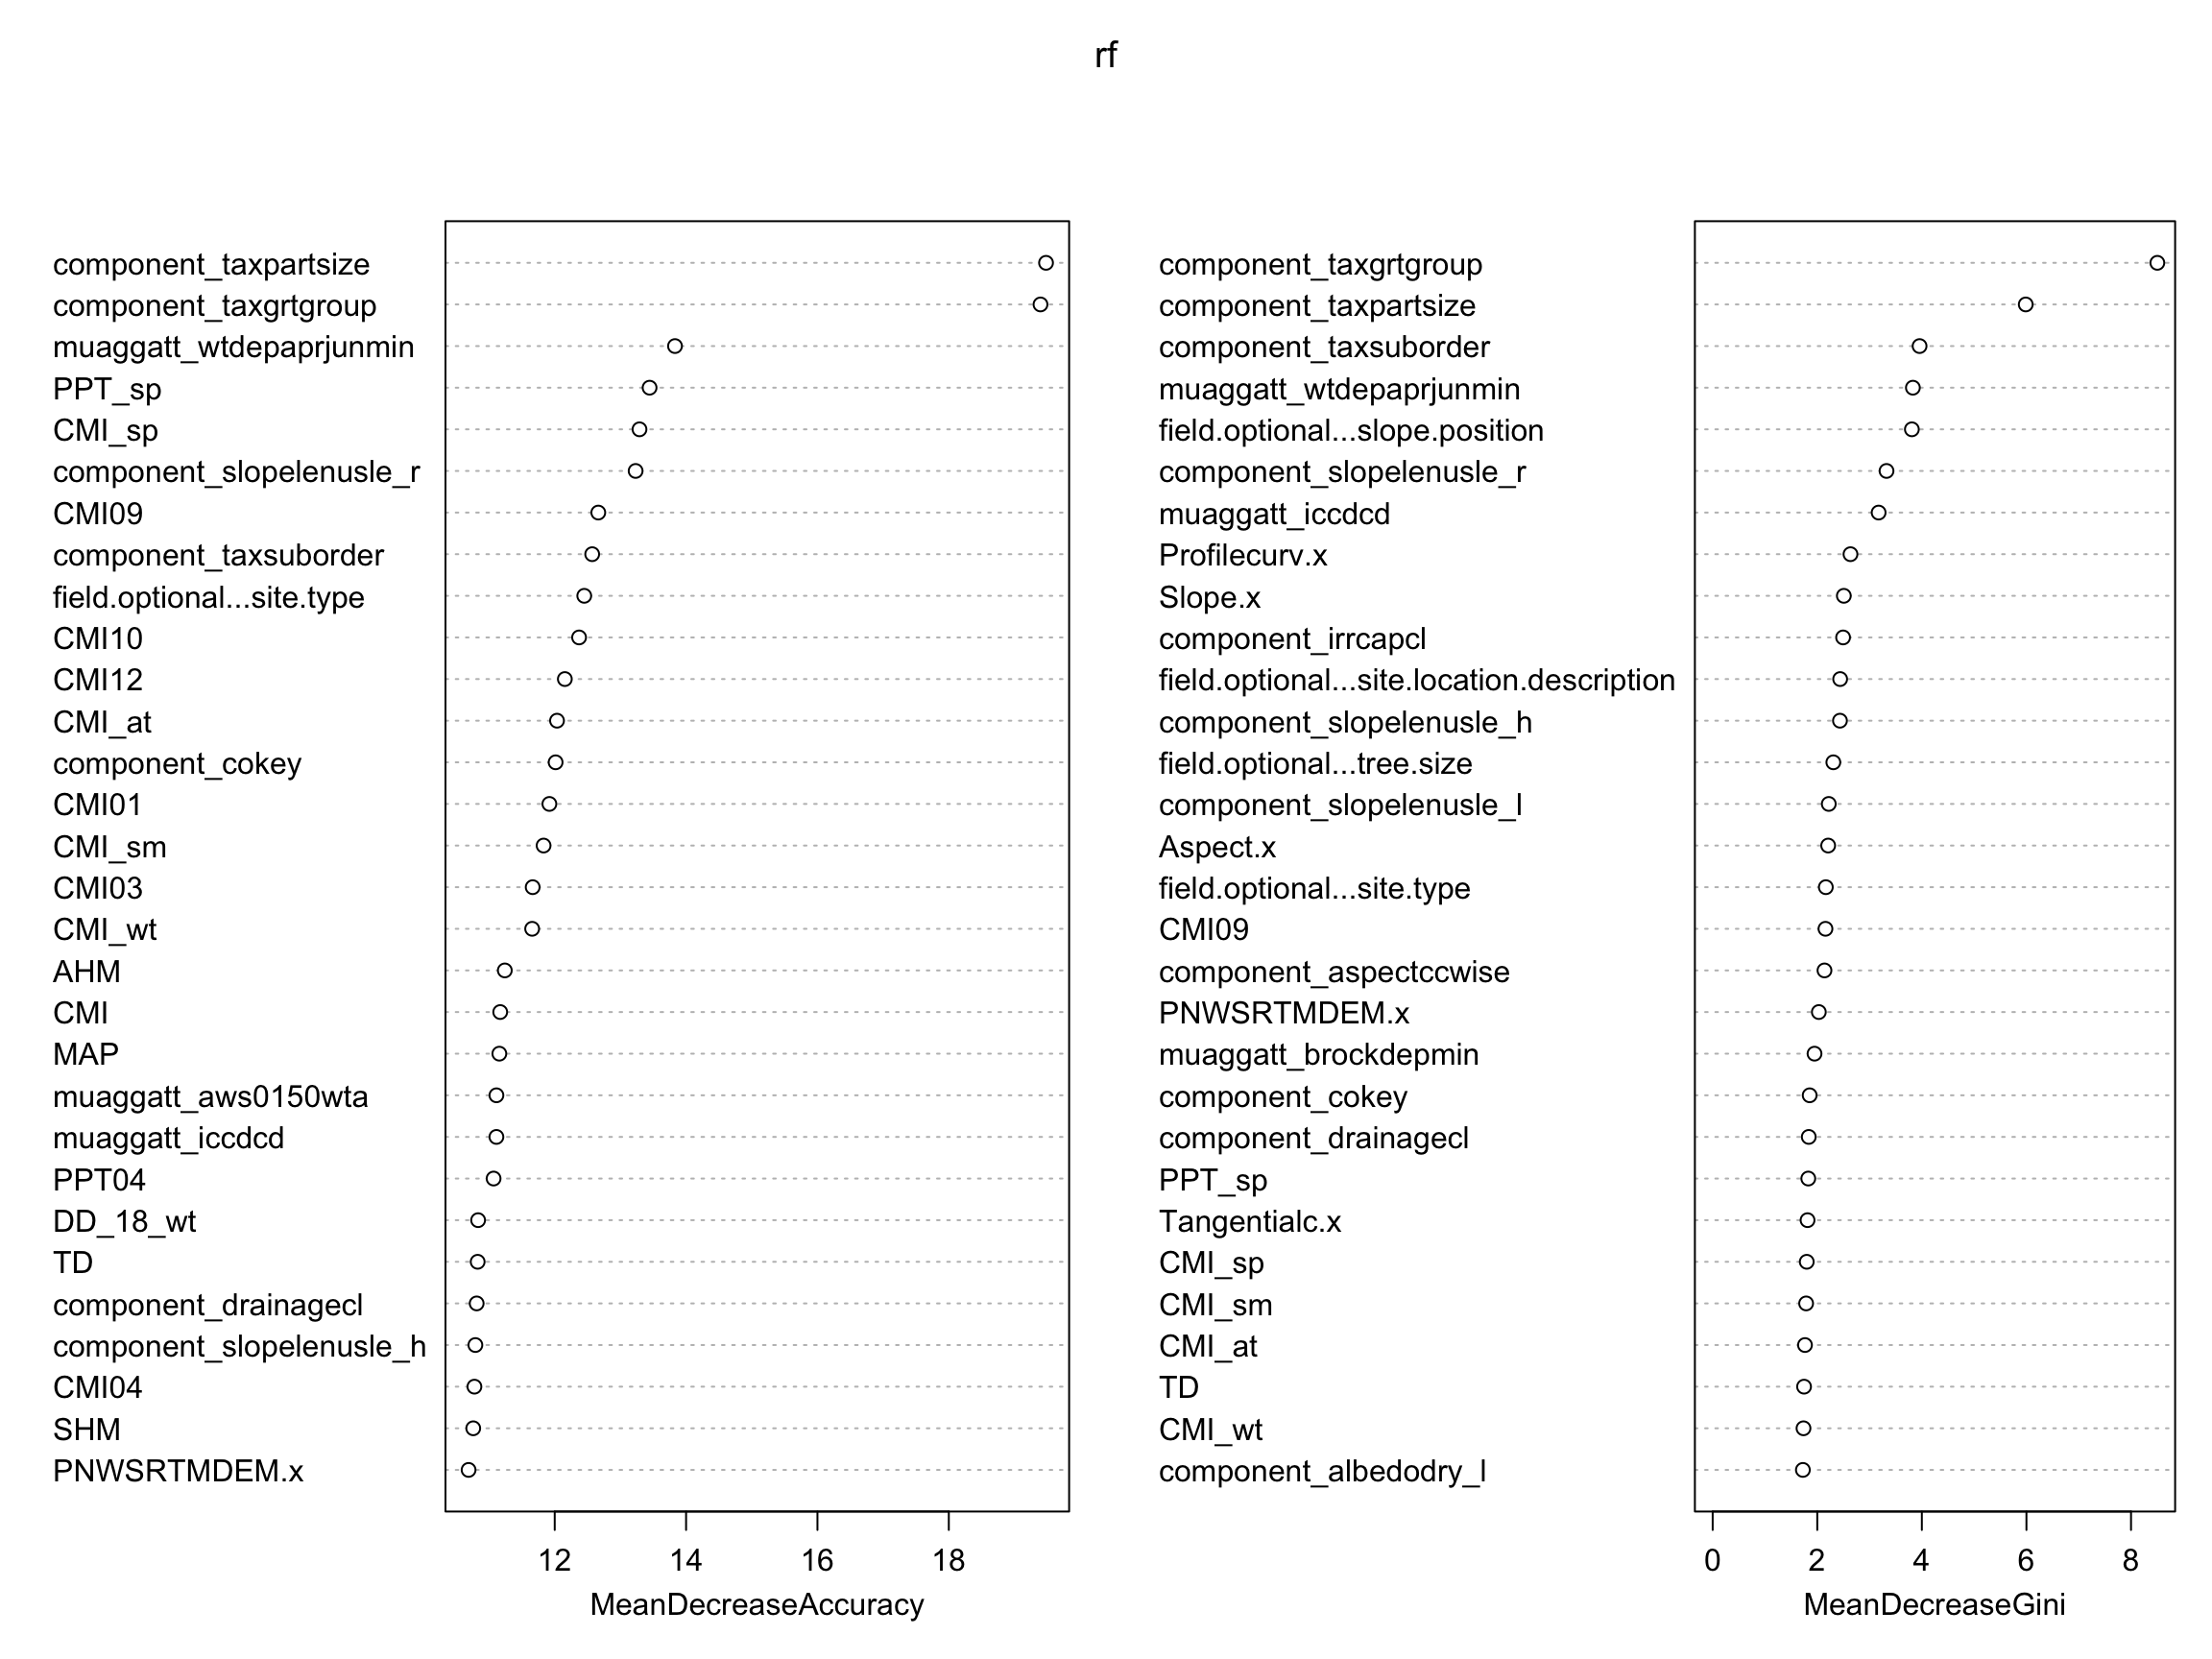 rf
component_taxpartsize
component_taxgrtgroup
muaggatt_wtdepaprjunmin
PPT_sp
CMI_sp
component_slopelenusle_r
CMI09
component_taxsuborder
field.optional...site.type
CMI10
CMI12
CMI_at
component_cokey
CMI01
CMI_sm
CMI03
CMI_wt
AHM
CMI
MAP
muaggatt_aws0150wta
muaggatt_iccdcd
PPT04
DD_18_wt
TD
component_drainagecl
component_slopelenusle_h
CMI04
SHM
PNWSRTMDEM.x
12 14 16 18
MeanDecreaseAccuracy
component_taxgrtgroup
component_taxpartsize
component_taxsuborder
muaggatt_wtdepaprjunmin
field.optional...slope.position
component_slopelenusle_r
muaggatt_iccdcd
Profilecurv.x
Slope.x
component_irrcapcl
field.optional...site.location.description
component_slopelenusle_h
field.optional...tree.size
component_slopelenusle_l
Aspect.x
field.optional...site.type
CMI09
component_aspectccwise
PNWSRTMDEM.x
muaggatt_brockdepmin
component_cokey
component_drainagecl
PPT_sp
Tangentialc.x
CMI_sp
CMI_sm
CMI_at
TD
CMI_wt
component_albedodry_l
0 2 4 6 8
MeanDecreaseGini